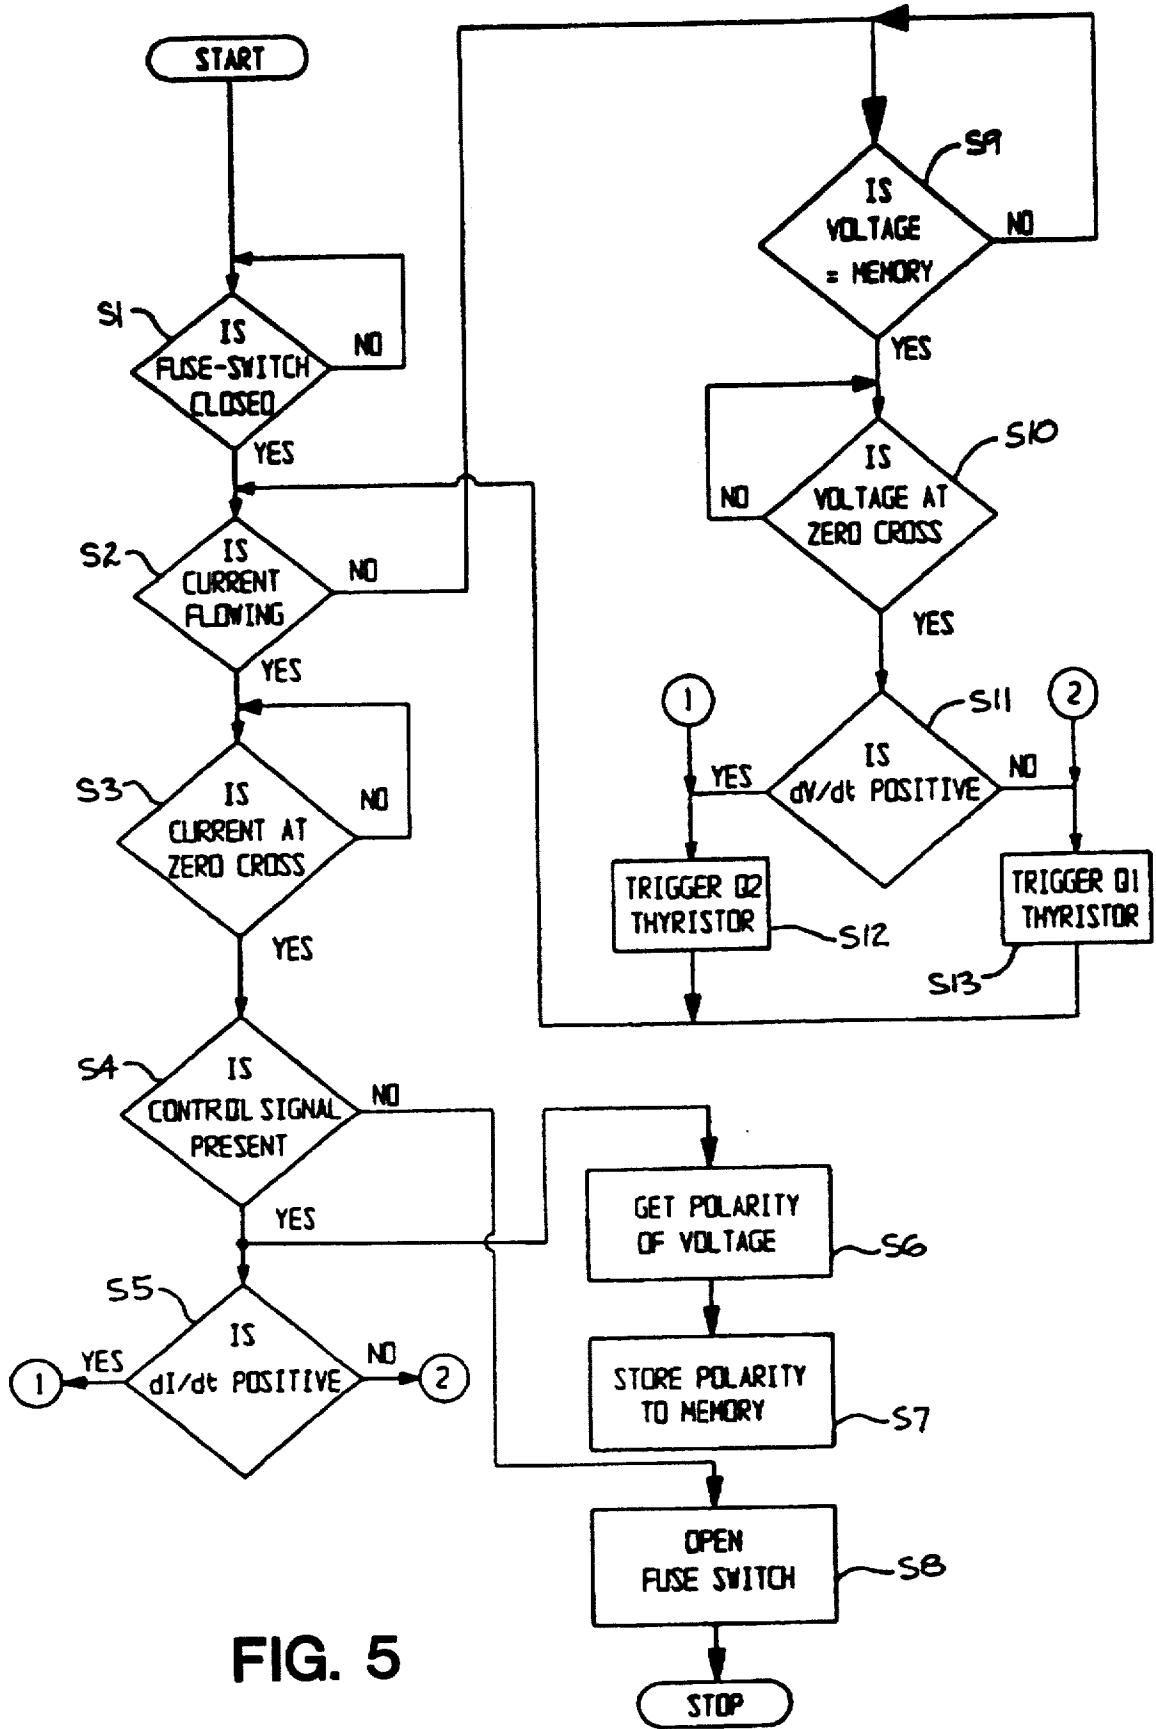 START
S1
IS
FUSE-SWITCH
CLOSED
NO
YES
S2
IS
CURRENT
FLOWING
NO
YES
S3
IS
CURRENT AT
ZERO CROSS
NO
YES
S4
IS
CONTROL SIGNAL
PRESENT
NO
YES
S5
IS
dI/dt POSITIVE
YES
1
NO
2
GET POLARITY
OF VOLTAGE
S6
STORE POLARITY
TO MEMORY
S7
OPEN
FUSE SWITCH
S8
STOP
S9
IS
VOLTAGE
= MEMORY
NO
YES
S10
IS
VOLTAGE AT
ZERO CROSS
NO
YES
1
S11
2
IS
dV/dt POSITIVE
YES
NO
TRIGGER Q2
THYRISTOR
S12
TRIGGER Q1
THYRISTOR
S13
FIG. 5